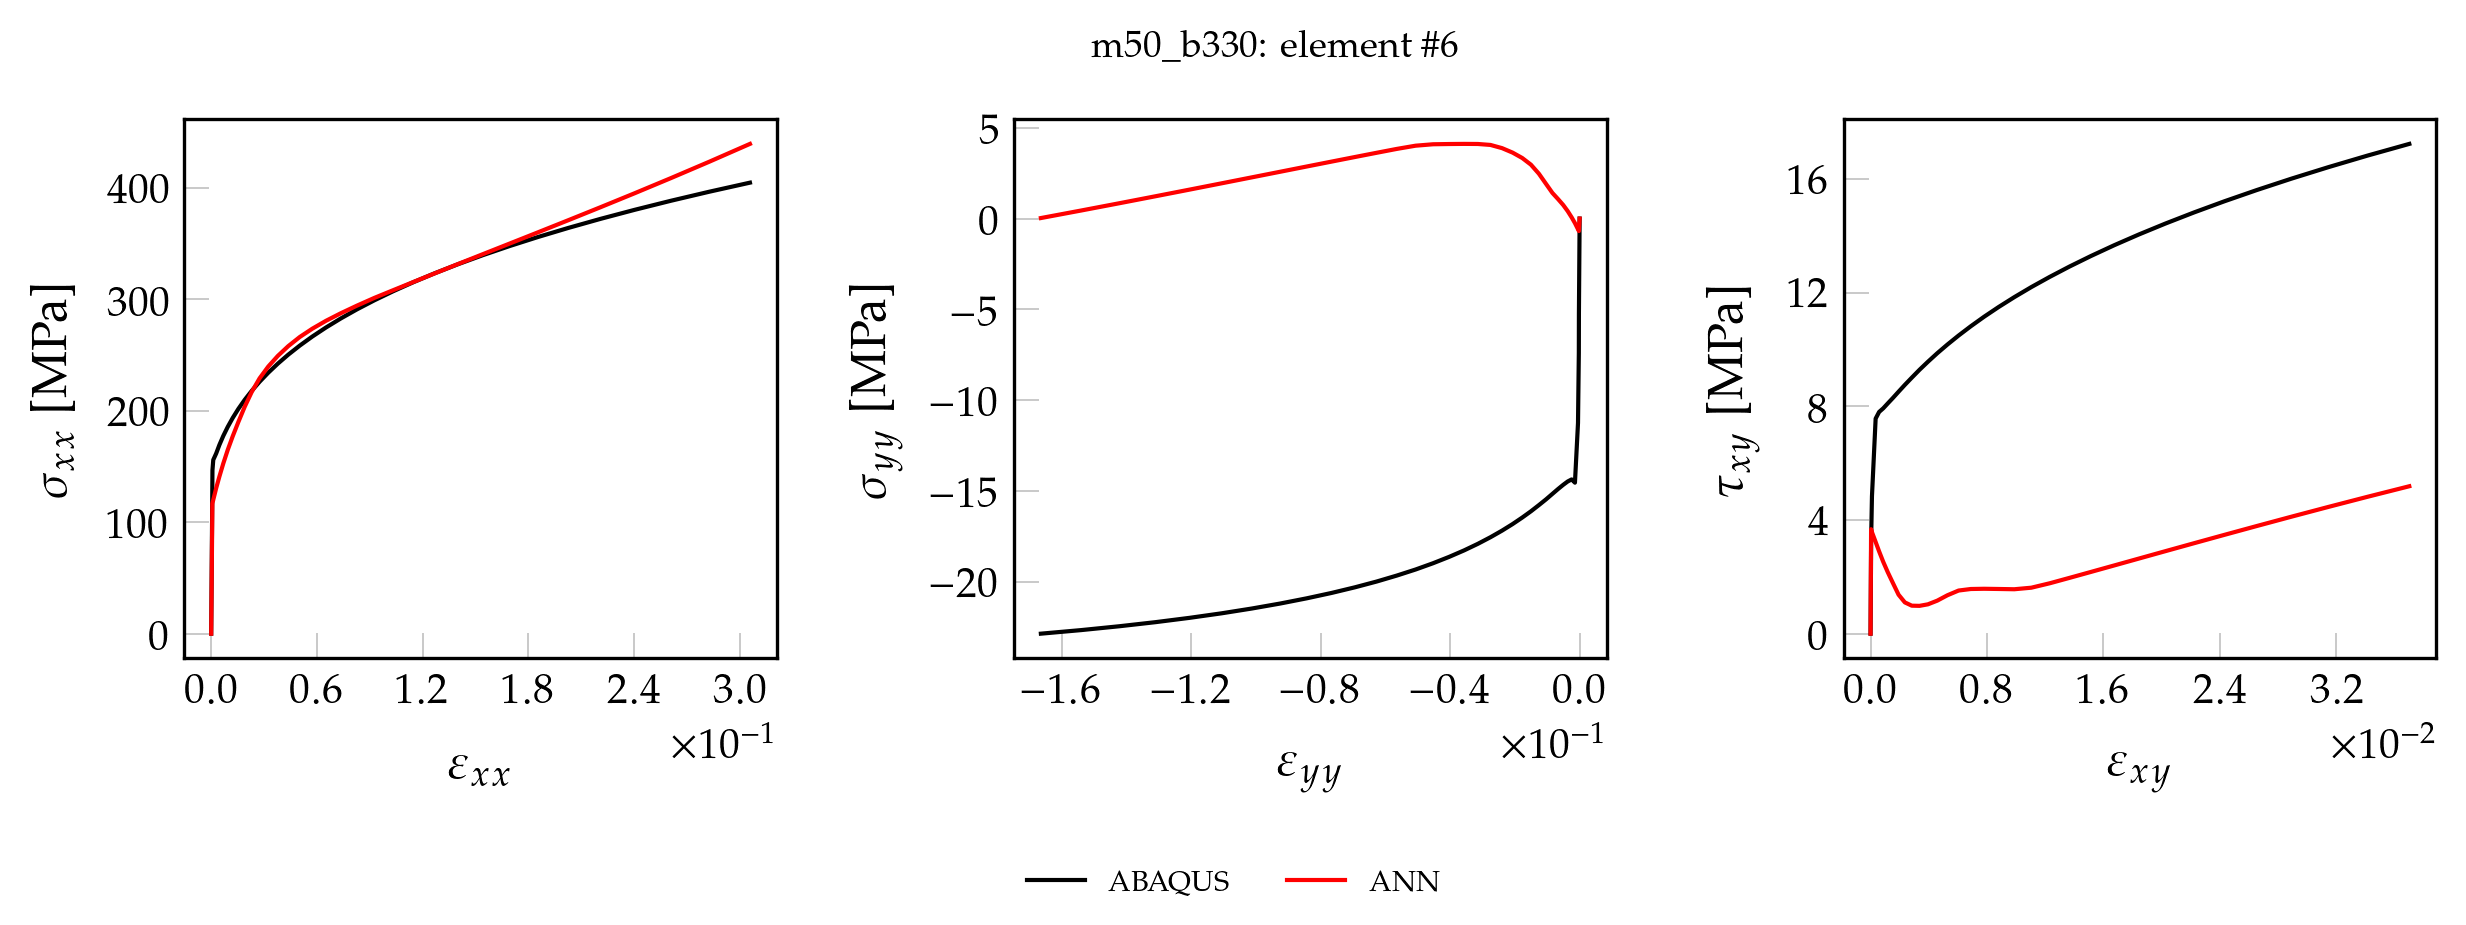 m50_b330: element #6
σxx [MPa]
400
300
200
100
0
0.0 0.6 1.2 1.8 2.4 3.0
×10−1
εxx
σyy [MPa]
5
0
−5
−10
−15
−20
−1.6 −1.2 −0.8 −0.4 0.0
×10−1
εyy
τxy [MPa]
16
12
8
4
0
0.0 0.8 1.6 2.4 3.2
×10−2
εxy
ABAQUS ANN